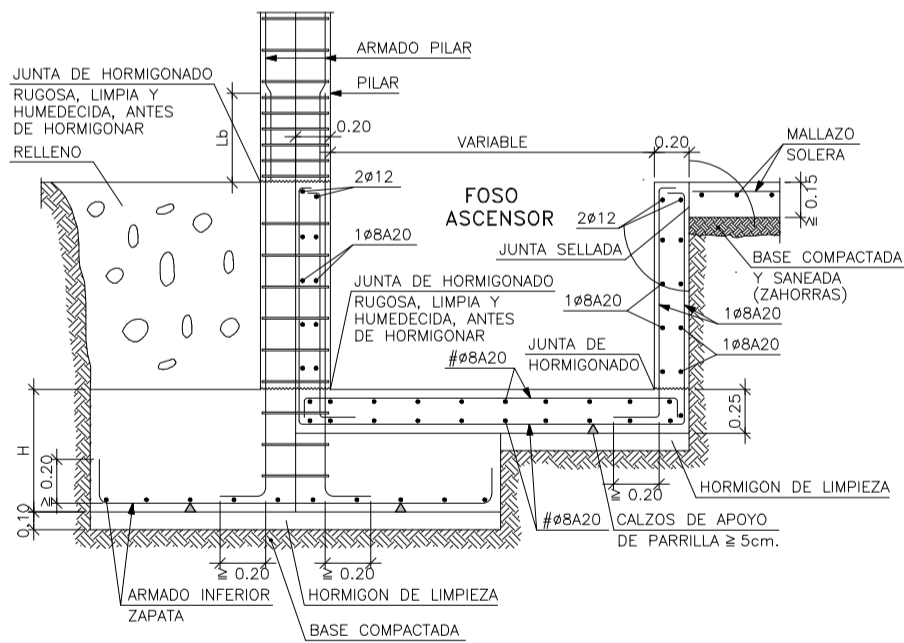 ARMADO PILAR
JUNTA DE HORMIGONADO
RUGOSA, LIMPIA Y
HUMEDECIDA, ANTES
DE HORMIGONAR
PILAR
Lb
0.20
VARIABLE
0.20
MALLAZO
SOLERA
RELLENO
2ø12
FOSO
ASCENSOR
2ø12
≧ 0.15
1ø8A20
JUNTA SELLADA
BASE COMPACTADA
Y SANEADA
(ZAHORRAS)
JUNTA DE HORMIGONADO
RUGOSA, LIMPIA Y
HUMEDECIDA, ANTES
DE HORMIGONAR
1ø8A20
1ø8A20
JUNTA DE
HORMIGONADO
1ø8A20
#ø8A20
0.25
H
≧ 0.20
0.10
≧ 0.20
HORMIGON DE LIMPIEZA
#ø8A20
CALZOS DE APOYO
DE PARRILLA ≥ 5cm.
≧ 0.20
≧ 0.20
ARMADO INFERIOR
ZAPATA
HORMIGON DE LIMPIEZA
BASE COMPACTADA